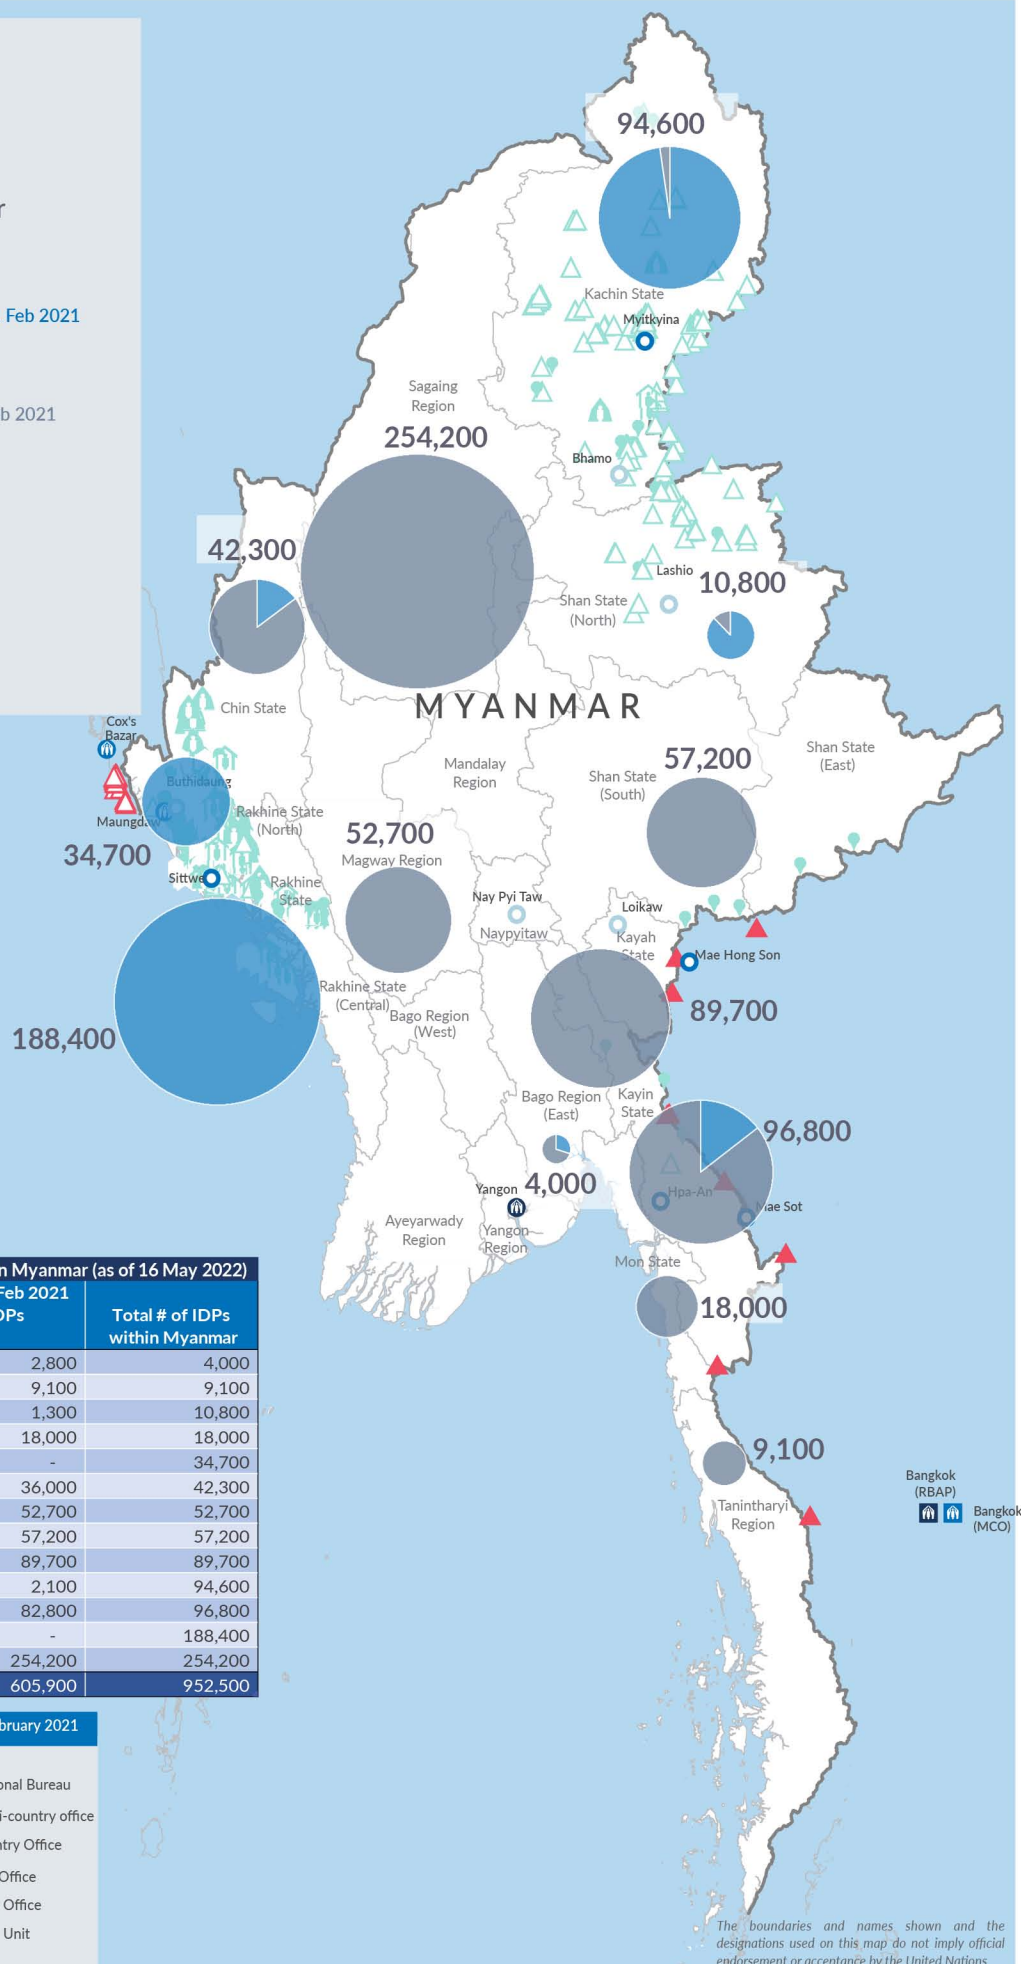 r
Feb 2021
b 2021
94,600
Kachin State
Myitkyina
Sagaing
Region
254,200
Bhamo
42,300
Lashio
10,800
Shan State
(North)
Chin State
MYANMAR
Cox's
Bazar
Mandalay
Region
57,200
Shan State
(South)
Shan State
(East)
Buthidaung
Maungdaw
Rakhine State
(North)
34,700
52,700
Magway Region
Sittwe
Rakhine
State
Nay Pyi Taw
Naypyitaw
Loikaw
Kayah
State
Mae Hong Son
Rakhine State
(Central)
Bago Region
(West)
89,700
188,400
Bago Region
(East)
Kayin
State
96,800
4,000
Yangon
Hpa-An
Mae Sot
Ayeyarwady
Region
Yangon
Region
Mon State
18,000
9,100
Tanintharyi
Region
Bangkok
(RBAP)
Bangkok
(MCO)
n Myanmar (as of 16 May 2022)
Feb 2021
DPs
Total # of IDPs
within Myanmar
2,800 4,000
9,100 9,100
1,300 10,800
18,000 18,000
- 34,700
36,000 42,300
52,700 52,700
57,200 57,200
89,700 89,700
2,100 94,600
82,800 96,800
- 188,400
254,200 254,200
605,900 952,500
bruary 2021
onal Bureau
i-country office
ntry Office
Office
Office
Unit
The boundaries and names shown and the
designations used on this map do not imply official
endorsement or acceptance by the United Nations